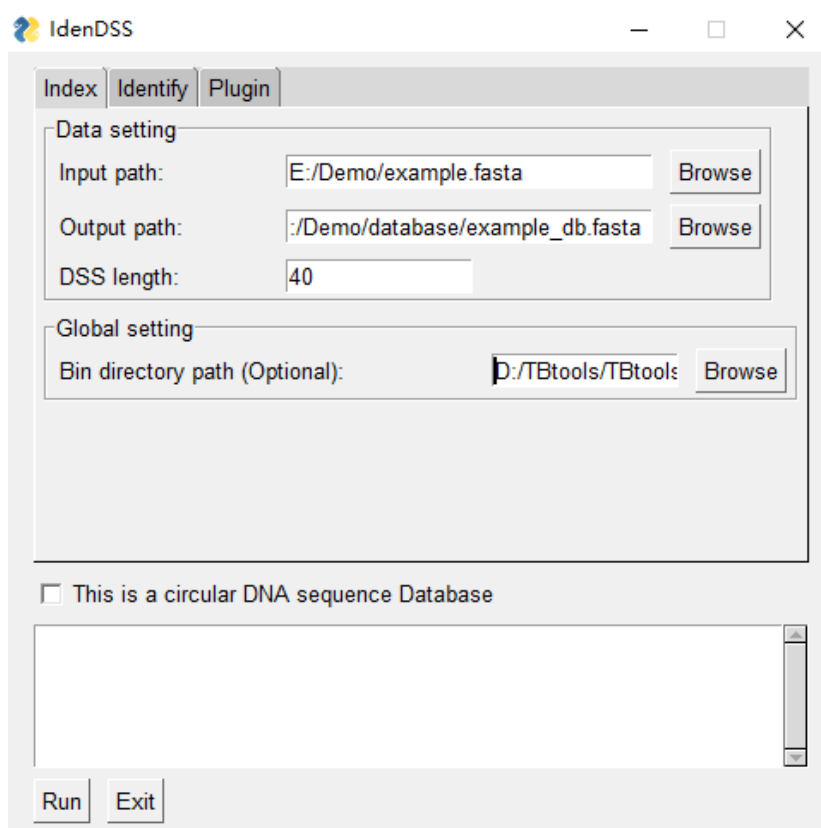 IdenDSS
Index Identify Plugin
Data setting
Input path: E:/Demo/example.fasta Browse
Output path: :/Demo/database/example_db.fasta Browse
DSS length: 40
Global setting
Bin directory path (Optional): D:/TBtools/TBtools Browse
This is a circular DNA sequence Database
Run Exit